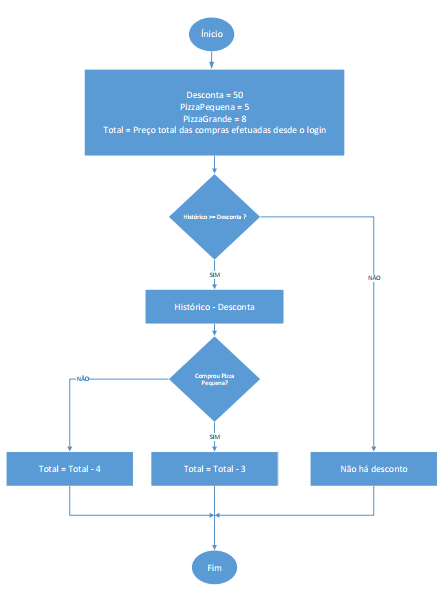 Ínicio
Desconta = 50
PizzaPequena = 5
PizzaGrande = 8
Total = Preço total das compras efetuadas desde o login
Histórico >= Desconta ?
SIM
NÃO
Histórico - Desconta
Comprou Pizza
Pequena?
NÃO
SIM
Total = Total - 4
Total = Total - 3
Não há desconto
Fim